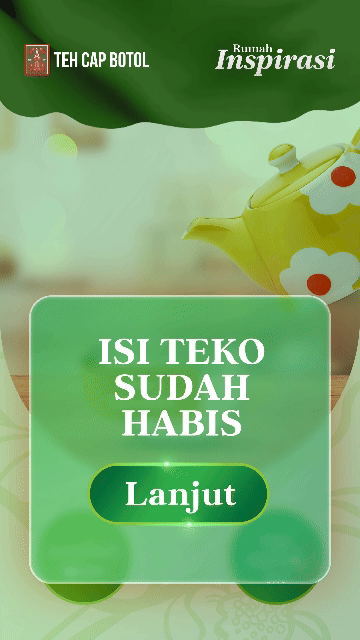 TEH CAP BOTOL
Rumah
Inspirasi
ISI TEKO
SUDAH
HABIS
Lanjut